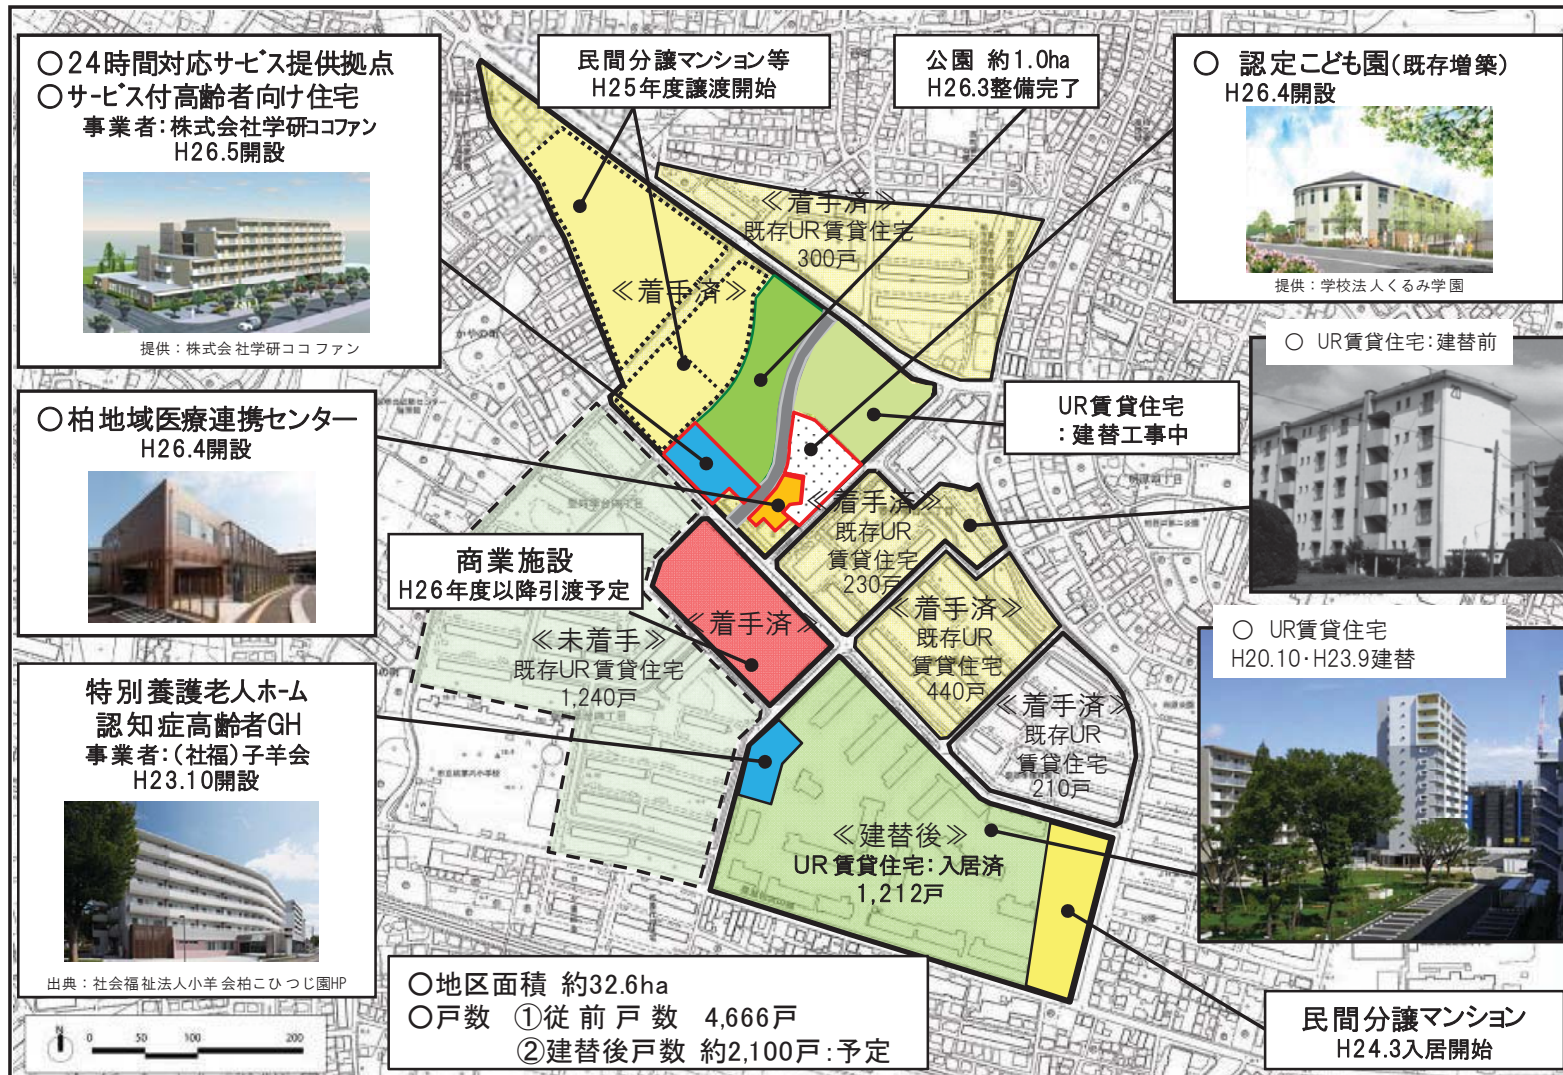 ○24時間対応サービス提供拠点
○サービス付高齢者向け住宅
事業者：株式会社学研ココファン
H26.5開設
提供：株式会社学研ココファン
民間分譲マンション等
H25年度譲渡開始
公園 約1.0ha
H26.3整備完了
○ 認定こども園(既存増築)
H26.4開設
提供：学校法人くるみ学園
≪着手済≫
既存UR賃貸住宅
300戸
≪着手済≫
○ UR賃貸住宅：建替前
UR賃貸住宅
：建替工事中
○柏地域医療連携センター
H26.4開設
≪着手済≫
既存UR
賃貸住宅
230戸
商業施設
H26年度以降引渡予定
≪着手済≫
≪着手済≫
既存UR
賃貸住宅
440戸
≪未着手≫
既存UR賃貸住宅
1,240戸
○ UR賃貸住宅
H20.10・H23.9建替
≪着手済≫
既存UR
賃貸住宅
210戸
特別養護老人ホーム
認知症高齢者GH
事業者：(社福)子羊会
H23.10開設
出典：社会福祉法人小羊会柏こひつじ園HP
≪建替後≫
UR賃貸住宅：入居済
1,212戸
○地区面積 約32.6ha
○戸数 ①従前戸数 4,666戸
②建替後戸数 約2,100戸：予定
民間分譲マンション
H24.3入居開始
N
0 50 100 200